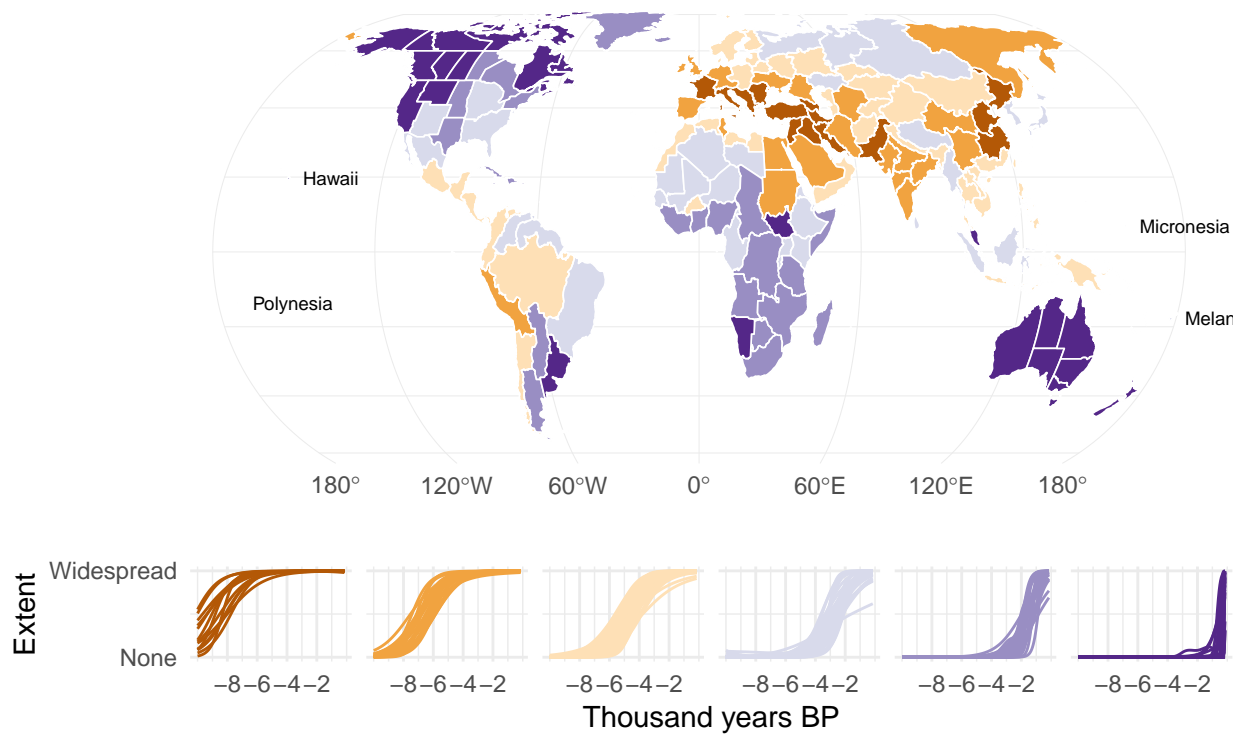 Hawaii
Micronesia
Polynesia
Melan
180° 120°W 60°W 0° 60°E 120°E 180°
Extent
Widespread
None
−8−6−4−2 −8−6−4−2 −8−6−4−2 −8−6−4−2 −8−6−4−2 −8−6−4−2
Thousand years BP